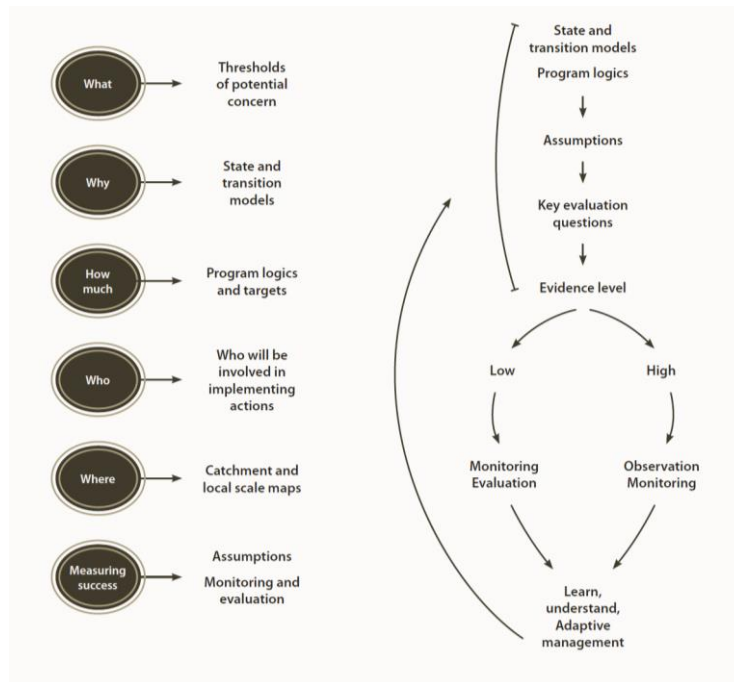 What
Thresholds
of potential
concern
Why
State and
transition
models
How
much
Program logics
and targets
Who
Who will be
involved in
implementing
actions
Where
Catchment and
local scale maps
Measuring
success
Assumptions
Monitoring and
evaluation
State and
transition models
Program logics
Assumptions
Key evaluation
questions
Evidence level
Low
High
Monitoring
Evaluation
Observation
Monitoring
Learn,
understand,
Adaptive
management